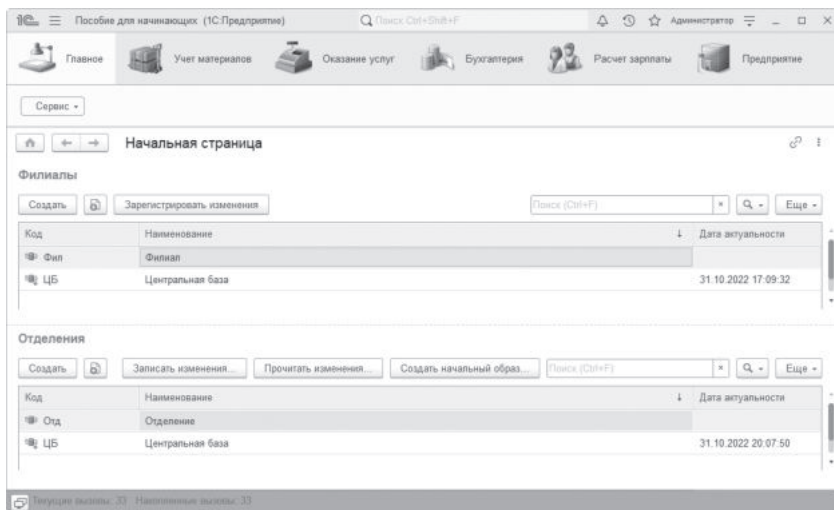 1С Пособие для начинающих (1С:Предприятие) Поиск Ctrl+Shift+F Администратор
Главное Учет материалов Оказание услуг Бухгалтерия Расчет зарплаты Предприятие
Сервис
Начальная страница
Филиалы
Создать Зарегистрировать изменения Поиск (Ctrl+F) × Еще
Код Наименование ↓ Дата актуальности
Фил Филиал
ЦБ Центральная база 31.10.2022 17:09:32
Отделения
Создать Записать изменения... Прочитать изменения... Создать начальный образ... Поиск (Ctrl+F) × Еще
Код Наименование ↓ Дата актуальности
Отд Отделение
ЦБ Центральная база 31.10.2022 20:07:50
Текущие вызовы: 33 Накопленные вызовы: 33